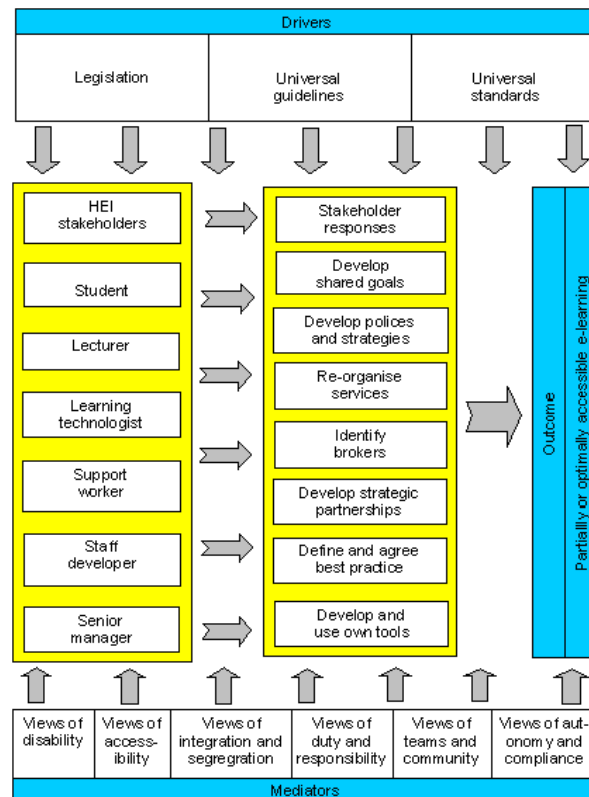 Drivers
Legislation
Universal
guidelines
Universal
standards
HEI
stakeholders
Student
Lecturer
Learning
technologist
Support
worker
Staff
developer
Senior
manager
Stakeholder
responses
Develop
shared goals
Develop polices
and strategies
Re-organise
services
Identify
brokers
Develop strategic
partnerships
Define and agree
best practice
Develop and
use own tools
Outcome
Partiallly or optimally accessible e-learning
Views of
disability
Views of
access-
ibility
Views of
integration and
segregration
Views of
duty and
responsibility
Views of
teams and
community
Views of aut-
onomy and
compliance
Mediators